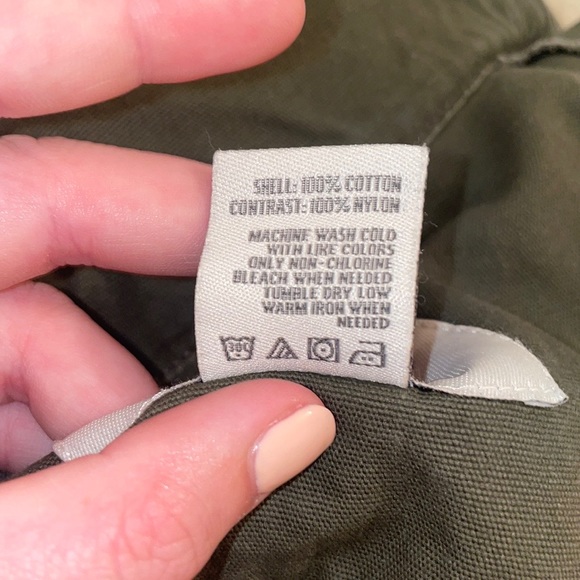 SHELL: 100% COTTON
CONTRAST: 100% NYLON
MACHINE WASH COLD
WITH LIKE COLORS
ONLY NON-CHLORINE
BLEACH WHEN NEEDED
TUMBLE DRY LOW
WARM IRON WHEN
NEEDED
30C